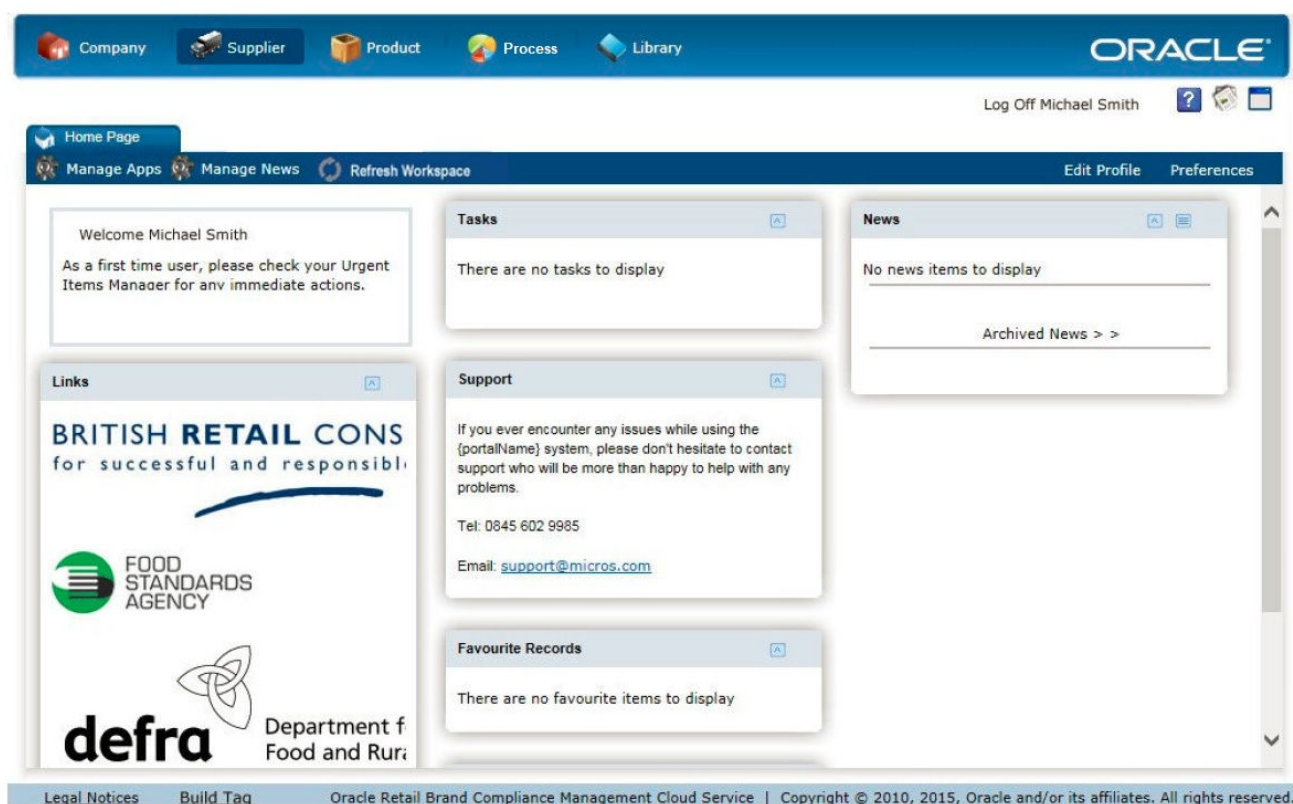 Company Supplier Product Process Library ORACLE
Log Off Michael Smith ?
Home Page
Manage Apps Manage News Refresh Workspace Edit Profile Preferences
Welcome Michael Smith
As a first time user, please check your Urgent
Items Manager for any immediate actions.
Links
BRITISH RETAIL CONS
for successful and responsibl
FOOD
STANDARDS
AGENCY
defra
Department f
Food and Rura
Tasks
There are no tasks to display
Support
If you ever encounter any issues while using the
{portalName} system, please don't hesitate to contact
support who will be more than happy to help with any
problems.
Tel: 0845 602 9985
Email: support@micros.com
Favourite Records
There are no favourite items to display
News
No news items to display
Archived News > >
Legal Notices Build Tag Oracle Retail Brand Compliance Management Cloud Service | Copyright © 2010, 2015, Oracle and/or its affiliates. All rights reserved.